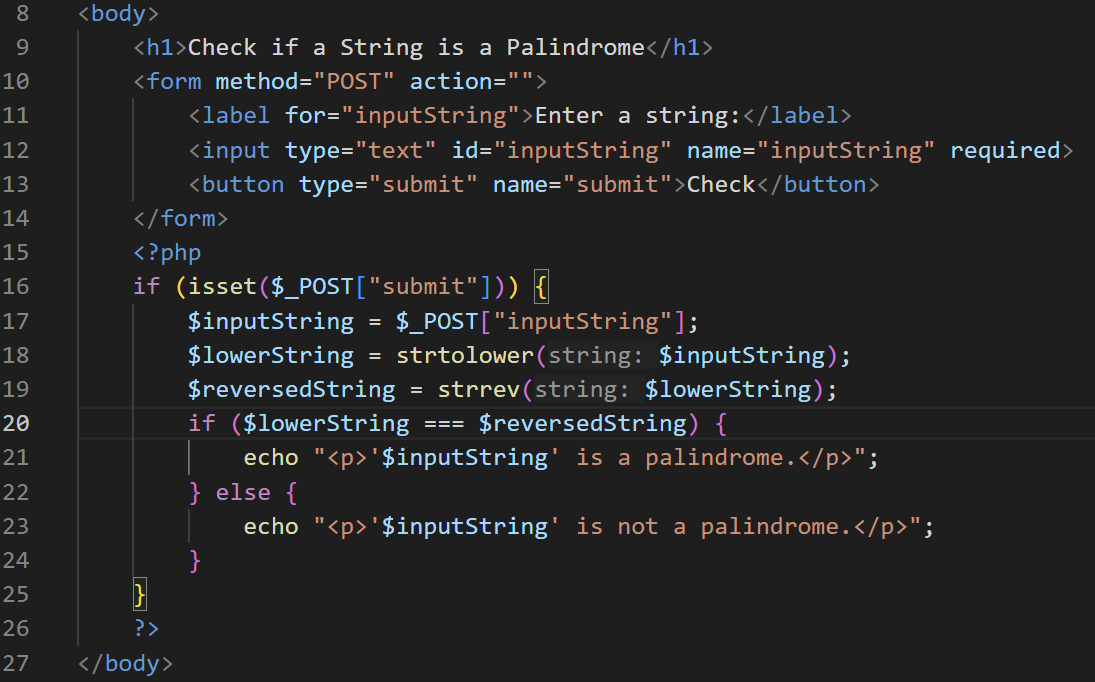 8 <body>
9 <h1>Check if a String is a Palindrome</h1>
10 <form method="POST" action="">
11 <label for="inputString">Enter a string:</label>
12 <input type="text" id="inputString" name="inputString" required>
13 <button type="submit" name="submit">Check</button>
14 </form>
15 <?php
16 if (isset($_POST["submit"])) {
17 $inputString = $_POST["inputString"];
18 $lowerString = strtolower(string: $inputString);
19 $reversedString = strrev(string: $lowerString);
20 if ($lowerString === $reversedString) {
21 echo "<p>'$inputString' is a palindrome.</p>";
22 } else {
23 echo "<p>'$inputString' is not a palindrome.</p>";
24 }
25 }
26 ?>
27 </body>